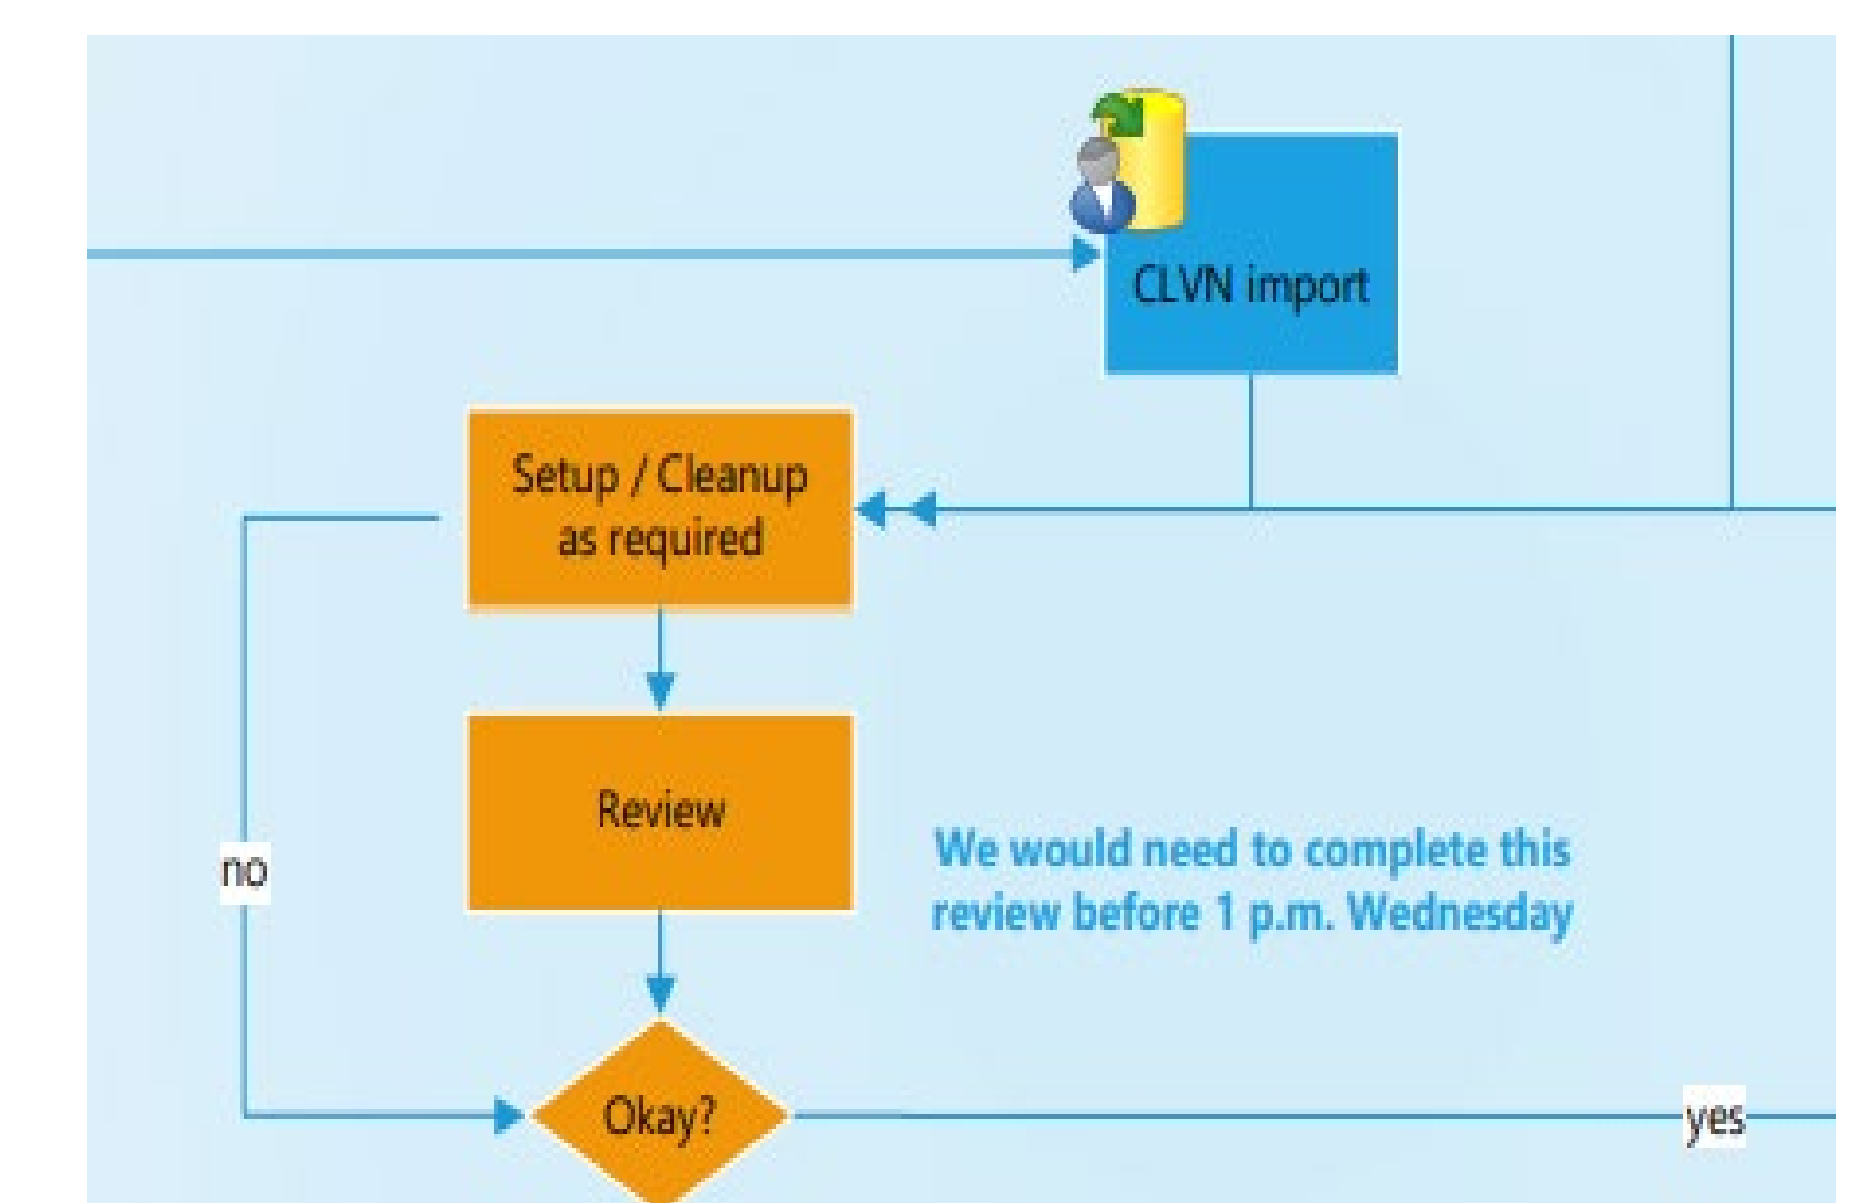 CLVN import
Setup / Cleanup
as required
Review
no
We would need to complete this
review before 1 p.m. Wednesday
Okay?
yes